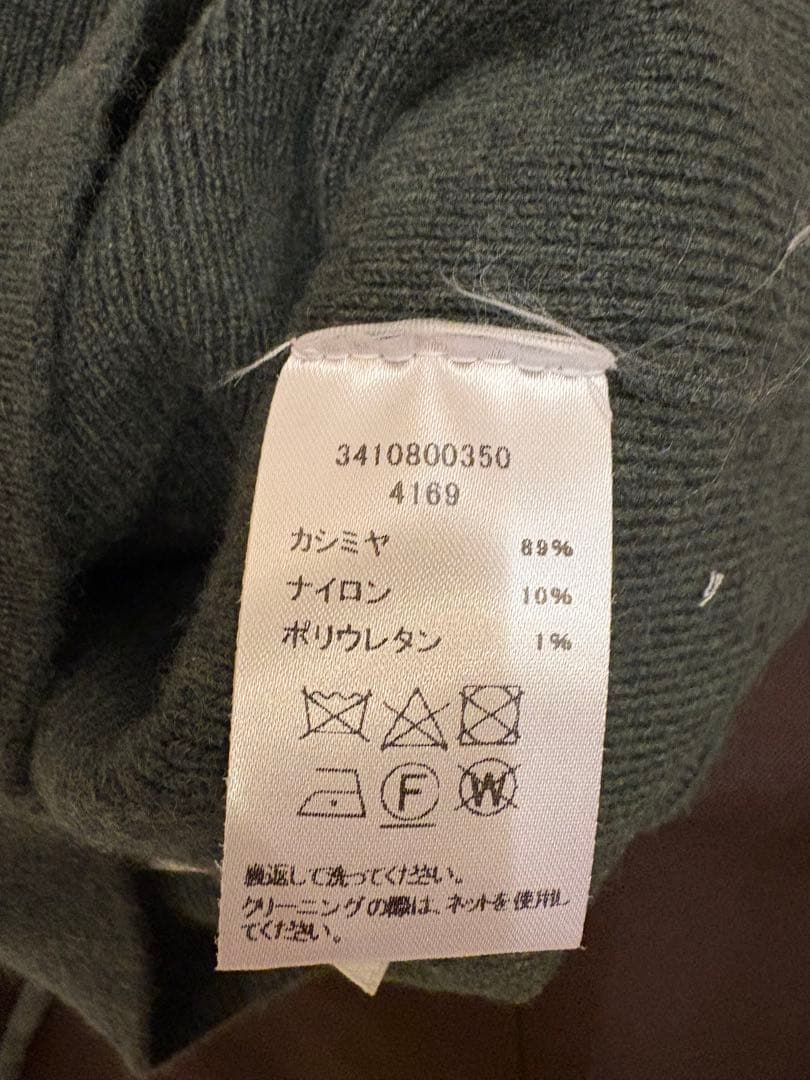 3410800350
4169
カシミヤ 89%
ナイロン 10%
ポリウレタン 1%
F W
裏返して洗ってください。
クリーニングの際は、ネットを使用し
てください。